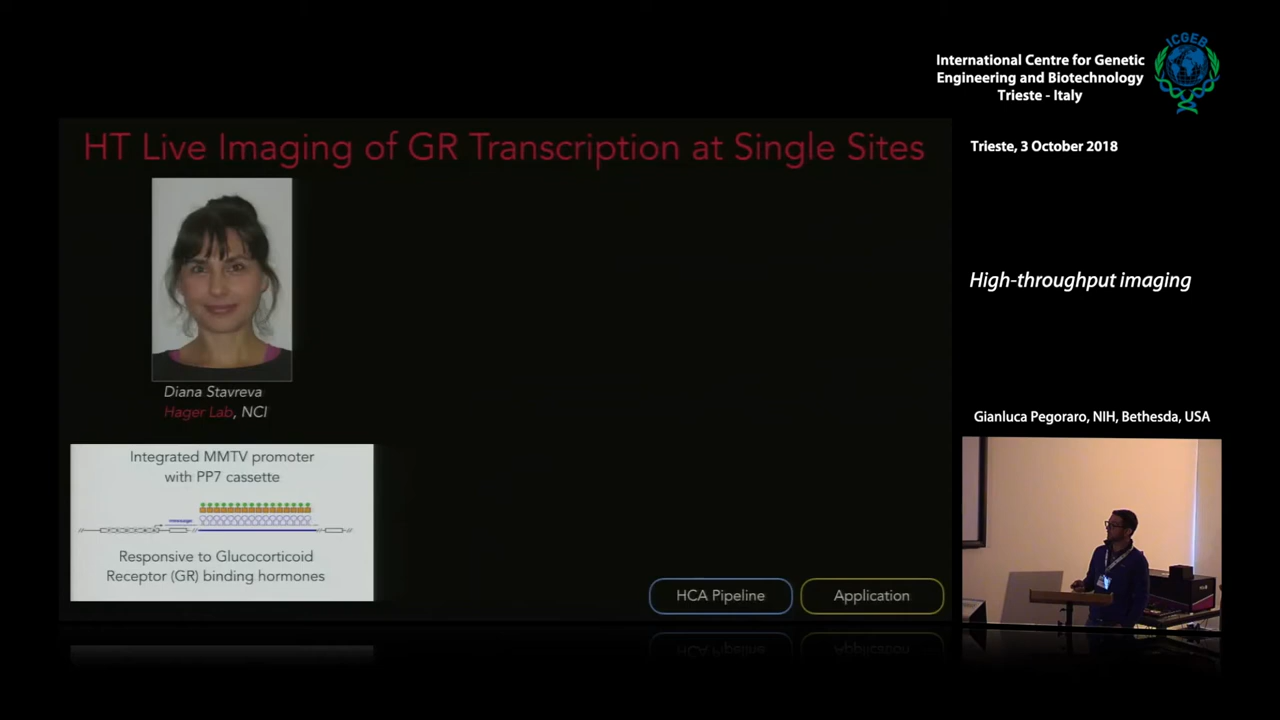 International Centre for Genetic
Engineering and Biotechnology
Trieste - Italy
ICGEB
Trieste, 3 October 2018
HT Live Imaging of GR Transcription at Single Sites
Diana Stavreva
Hager Lab, NCI
Integrated MMTV promoter
with PP7 cassette
message
Responsive to Glucocorticoid
Receptor (GR) binding hormones
HCA Pipeline
Application
High-throughput imaging
Gianluca Pegoraro, NIH, Bethesda, USA